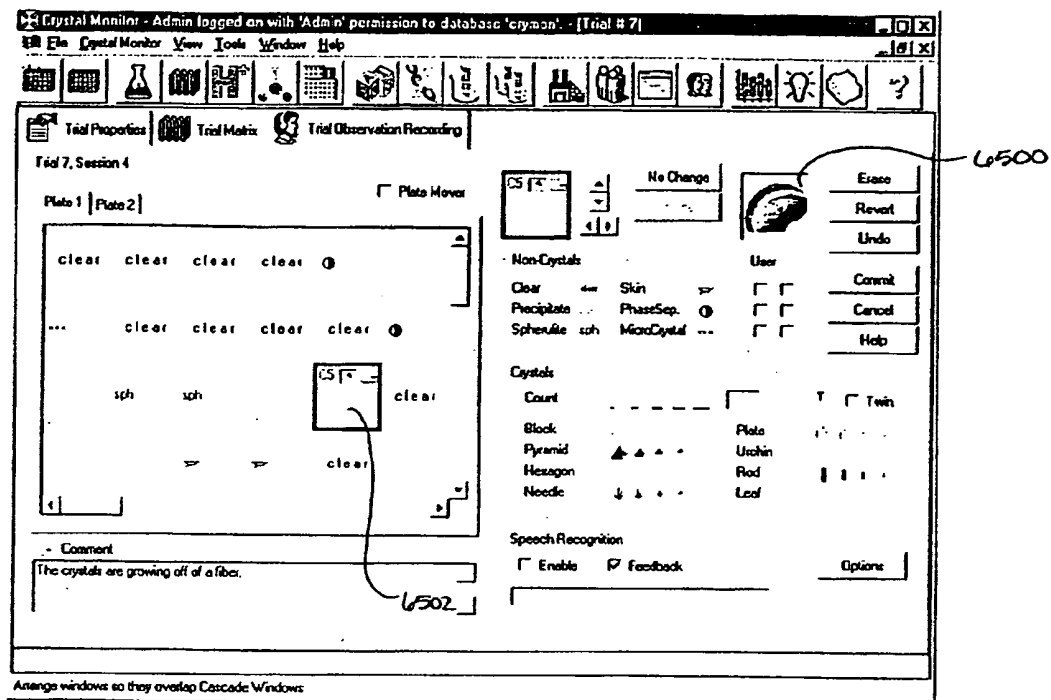 Crystal Monitor - Admin logged on with 'Admin' permission to database 'crymon'. - [Trial # 7]
File Crystal Monitor View Tools Window Help
Trial Properties Trial Matrix Trial Observation Recording
6500
Trial 7, Session 4
Plate 1 Plate 2
Plate Mover
C5
No Change
Erase
Revert
Undo
Commit
Cancel
Help
clear clear clear clear
... clear clear clear clear
sph sph C5 clear
clear
Non-Crystals User
Clear clear Skin
Precipitate PhaseSep.
Spherulite sph MicroCrystal ...
Crystals
Count T Twin
Block Plate
Pyramid Urchin
Hexagon Rod
Needle Leaf
Speech Recognition
Enable Feedback Options
Comment
The crystals are growing off of a fiber.
6502
Arrange windows so they overlap Cascade Windows